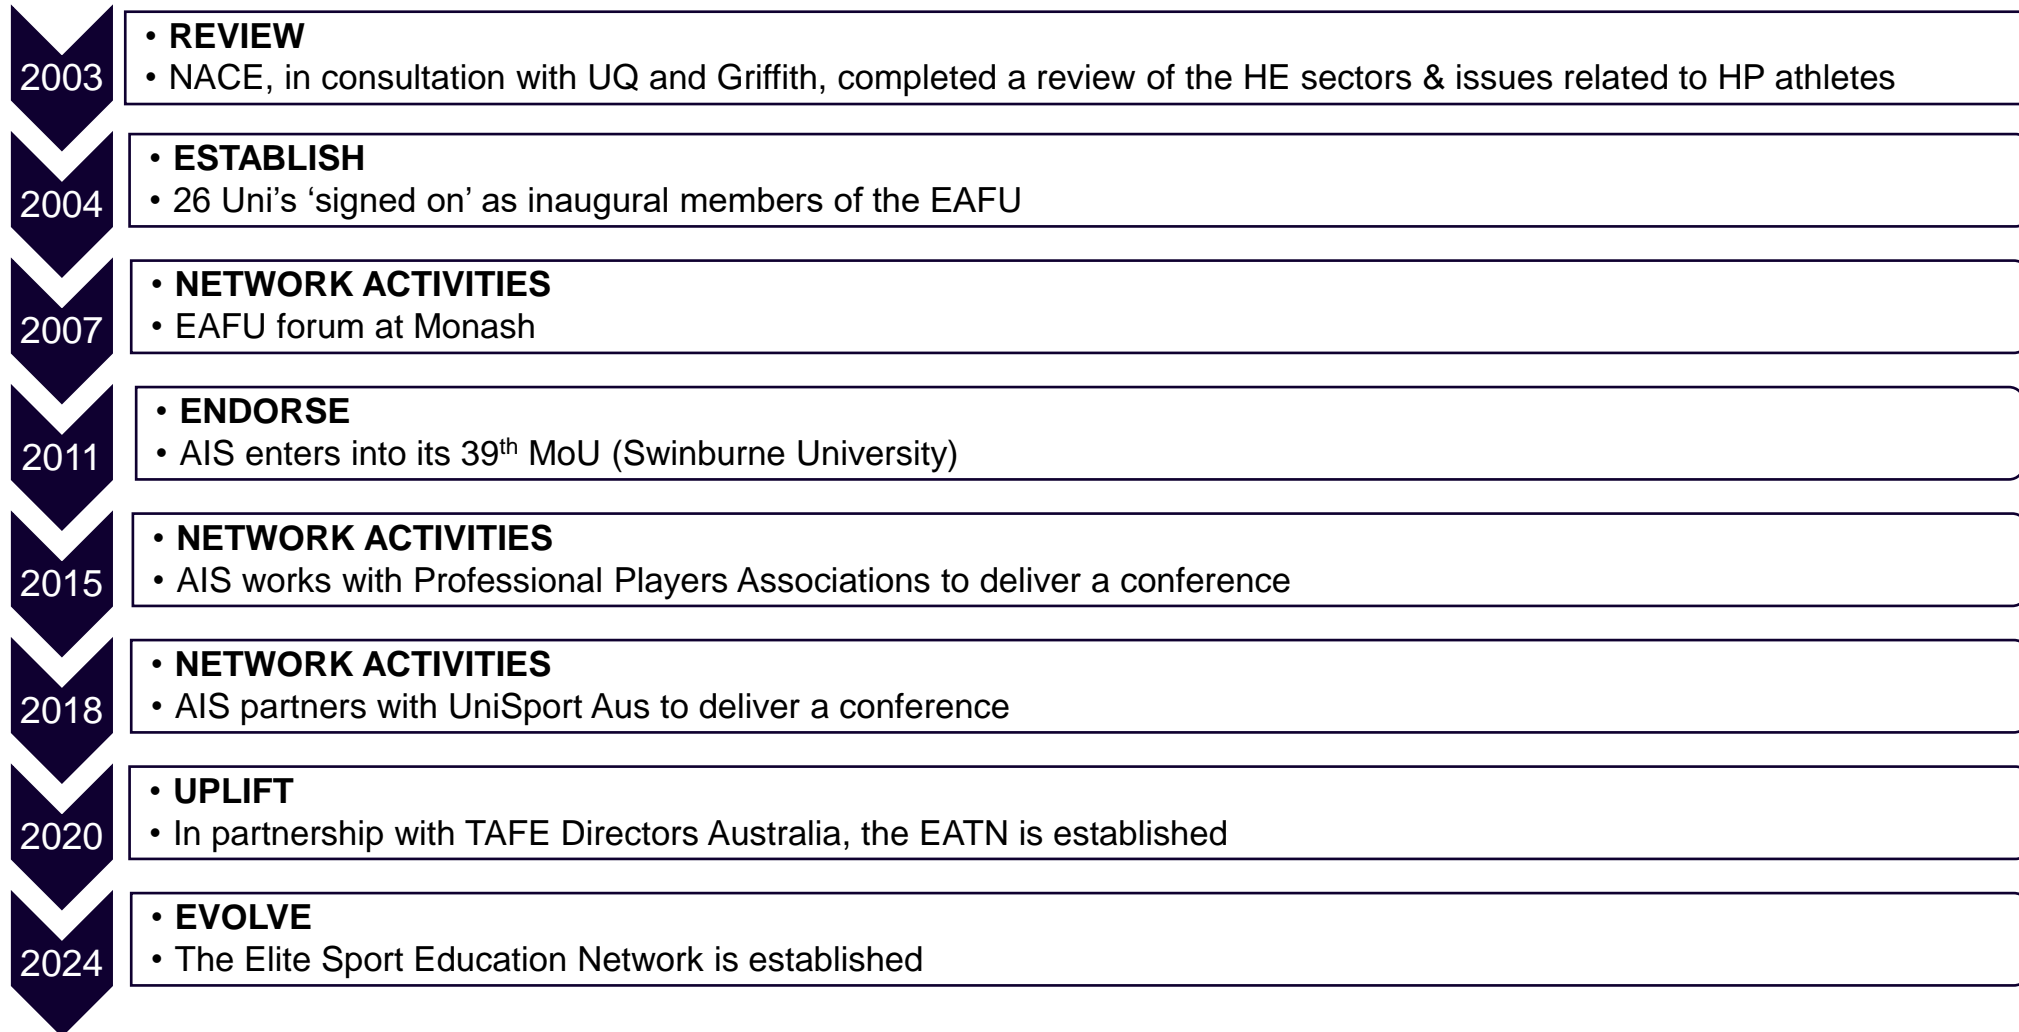 2003
• REVIEW
• NACE, in consultation with UQ and Griffith, completed a review of the HE sectors & issues related to HP athletes
2004
• ESTABLISH
• 26 Uni's ‘signed on’ as inaugural members of the EAFU
2007
• NETWORK ACTIVITIES
• EAFU forum at Monash
2011
• ENDORSE
• AIS enters into its 39th MoU (Swinburne University)
2015
• NETWORK ACTIVITIES
• AIS works with Professional Players Associations to deliver a conference
2018
• NETWORK ACTIVITIES
• AIS partners with UniSport Aus to deliver a conference
2020
• UPLIFT
• In partnership with TAFE Directors Australia, the EATN is established
2024
• EVOLVE
• The Elite Sport Education Network is established